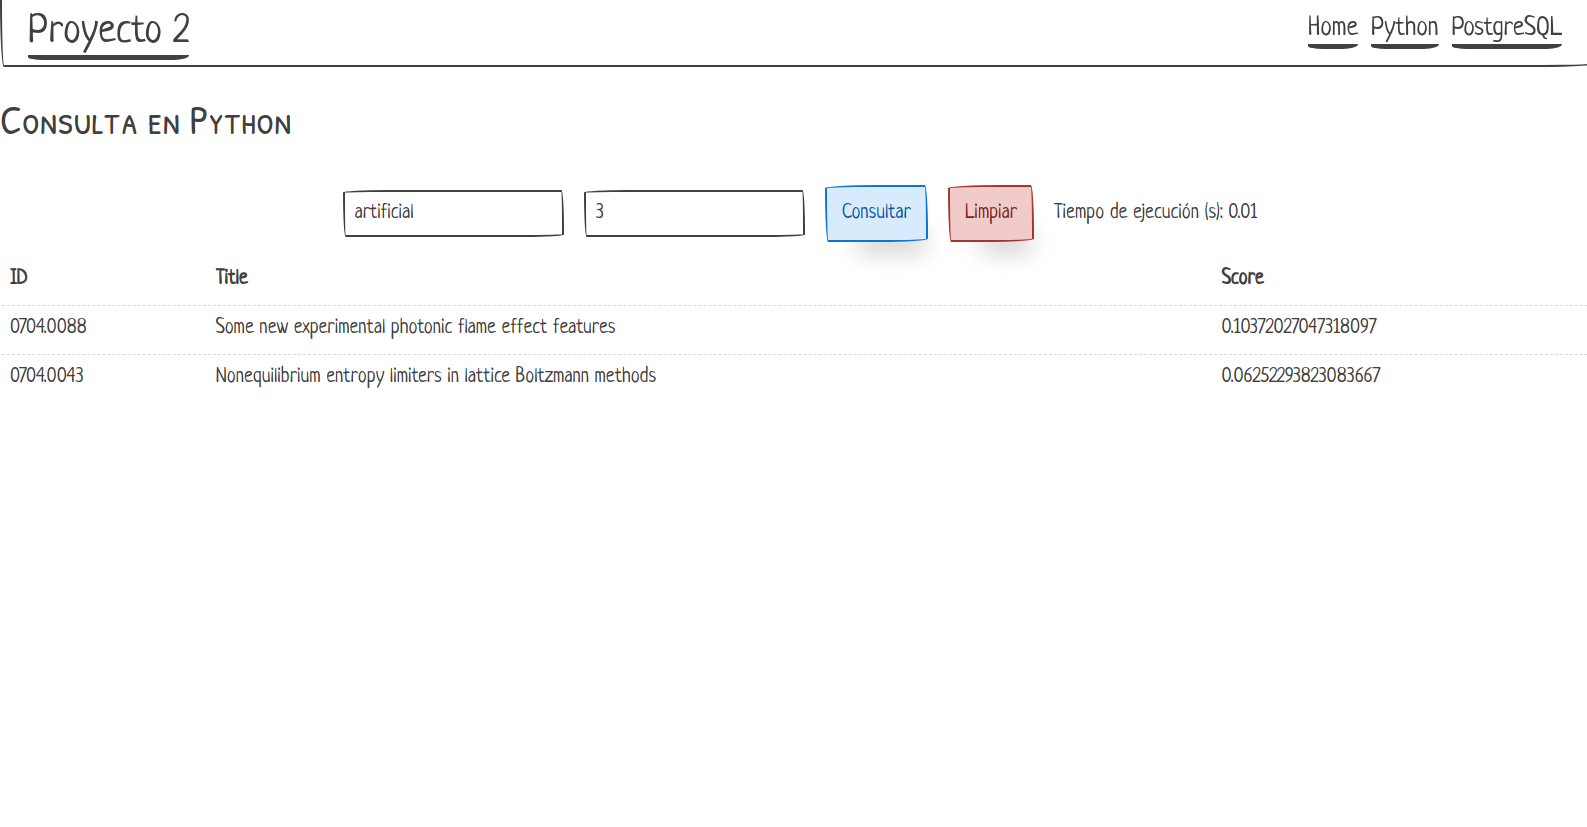 Proyecto 2 Home Python PostgreSQL
Consulta en Python
artificial 3 Consultar Limpiar Tiempo de ejecución (s): 0.01
ID Title Score
0704.0088 Some new experimental photonic flame effect features 0.10372027047318097
0704.0043 Nonequilibrium entropy limiters in lattice Boltzmann methods 0.06252293823083667